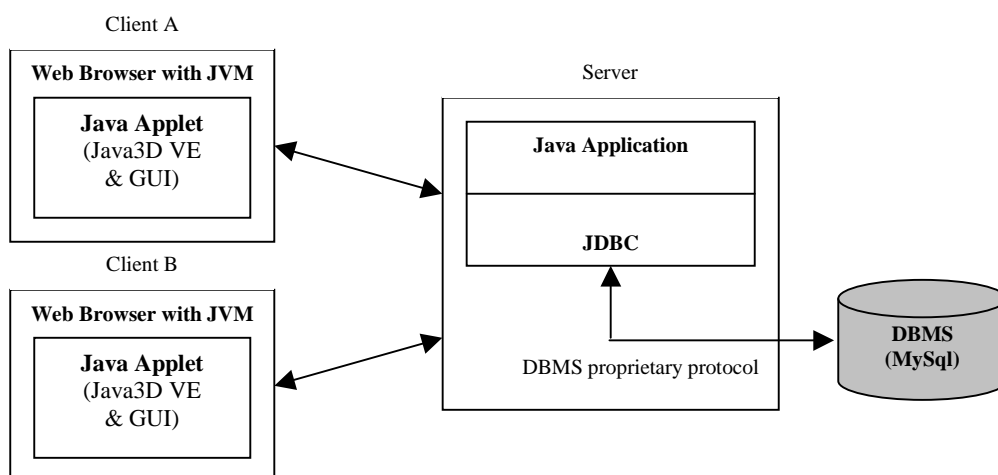 Client A
Web Browser with JVM
Java Applet
(Java3D VE
& GUI)
Client B
Web Browser with JVM
Java Applet
(Java3D VE
& GUI)
Server
Java Application
JDBC
DBMS proprietary protocol
DBMS
(MySql)